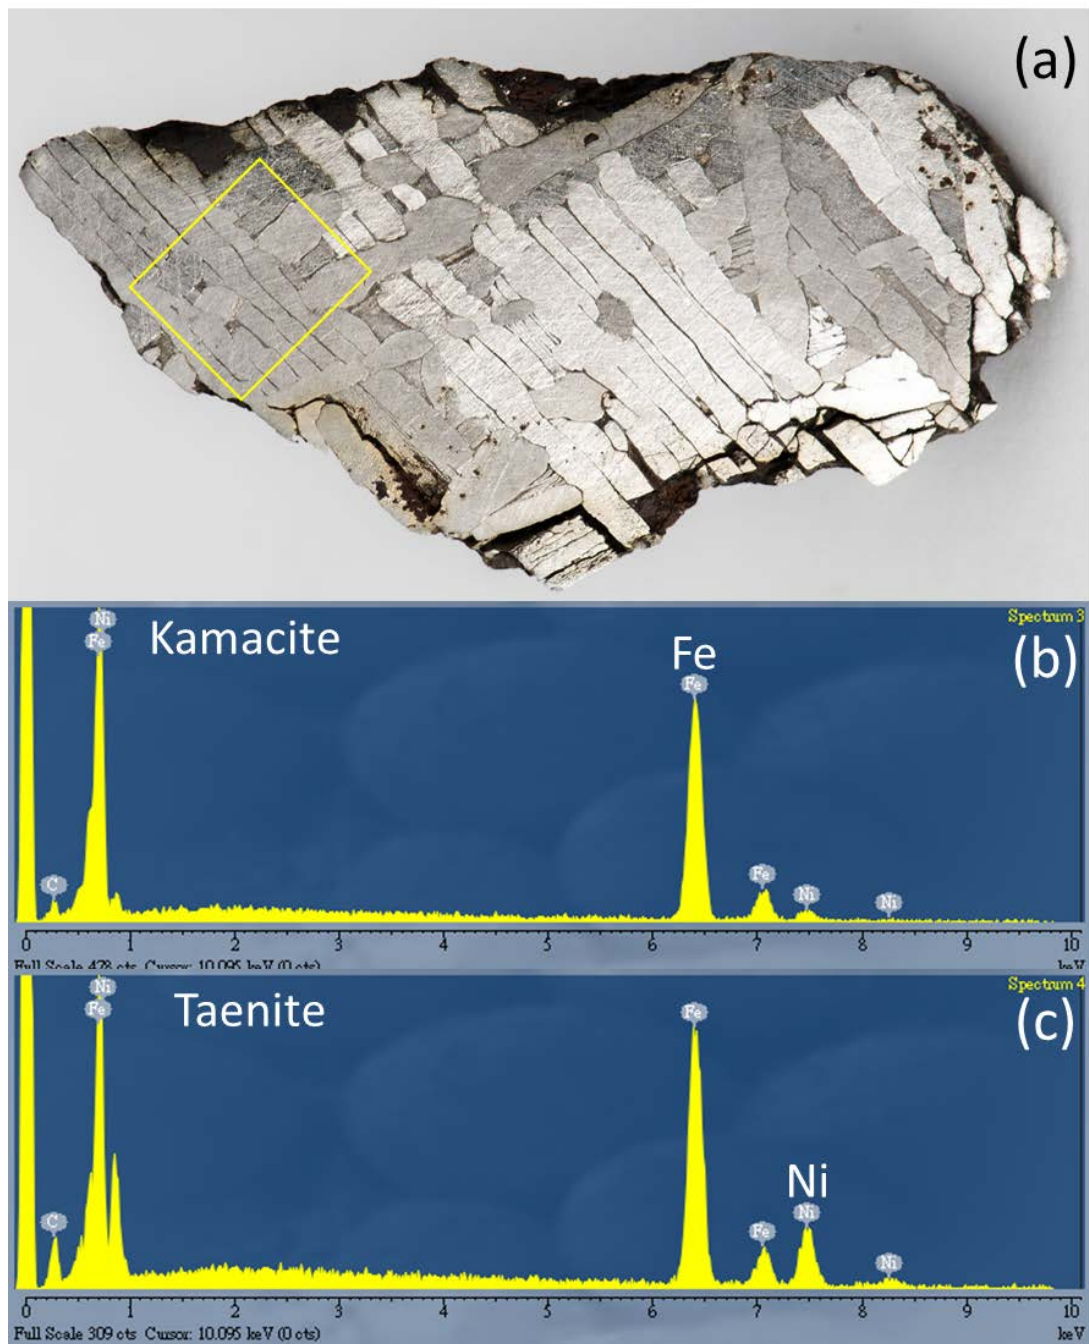 (a)
Ni
Spectrum 3
Fe
Kamacite
Fe
(b)
Fe
C
Fe
Ni
Ni
0 1 2 3 4 5 6 7 8 9 10
Full Scale 478 cts Cursor: 10.095 keV (0 cts)
keV
Ni
Spectrum 4
Fe
Taenite
Fe
(c)
Ni
C
Fe
Ni
Ni
0 1 2 3 4 5 6 7 8 9 10
Full Scale 309 cts Cursor: 10.095 keV (0 cts)
keV